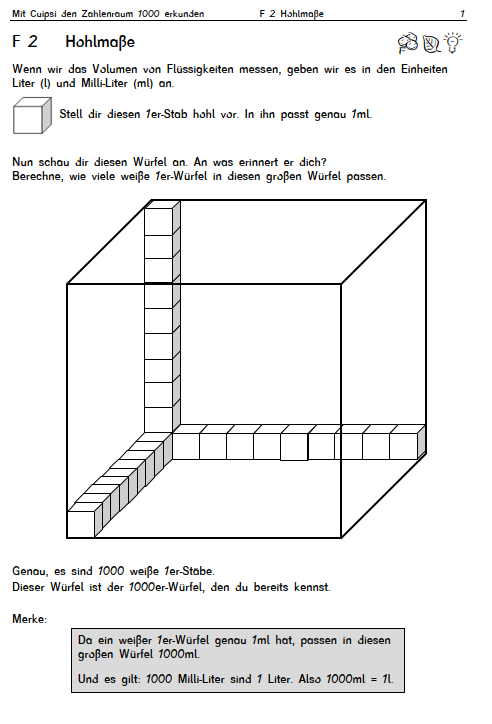 Mit Cuipsi den Zahlenraum 1000 erkunden F 2 Hohlmaße 1
F 2 Hohlmaße
Wenn wir das Volumen von Flüssigkeiten messen, geben wir es in den Einheiten
Liter (l) und Milli-Liter (ml) an.
Stell dir diesen 1er-Stab hohl vor. In ihn passt genau 1ml.
Nun schau dir diesen Würfel an. An was erinnert er dich?
Berechne, wie viele weiße 1er-Würfel in diesen großen Würfel passen.
Genau, es sind 1000 weiße 1er-Stäbe.
Dieser Würfel ist der 1000er-Würfel, den du bereits kennst.
Merke:
Da ein weißer 1er-Würfel genau 1ml hat, passen in diesen
großen Würfel 1000ml.
Und es gilt: 1000 Milli-Liter sind 1 Liter. Also 1000ml = 1l.